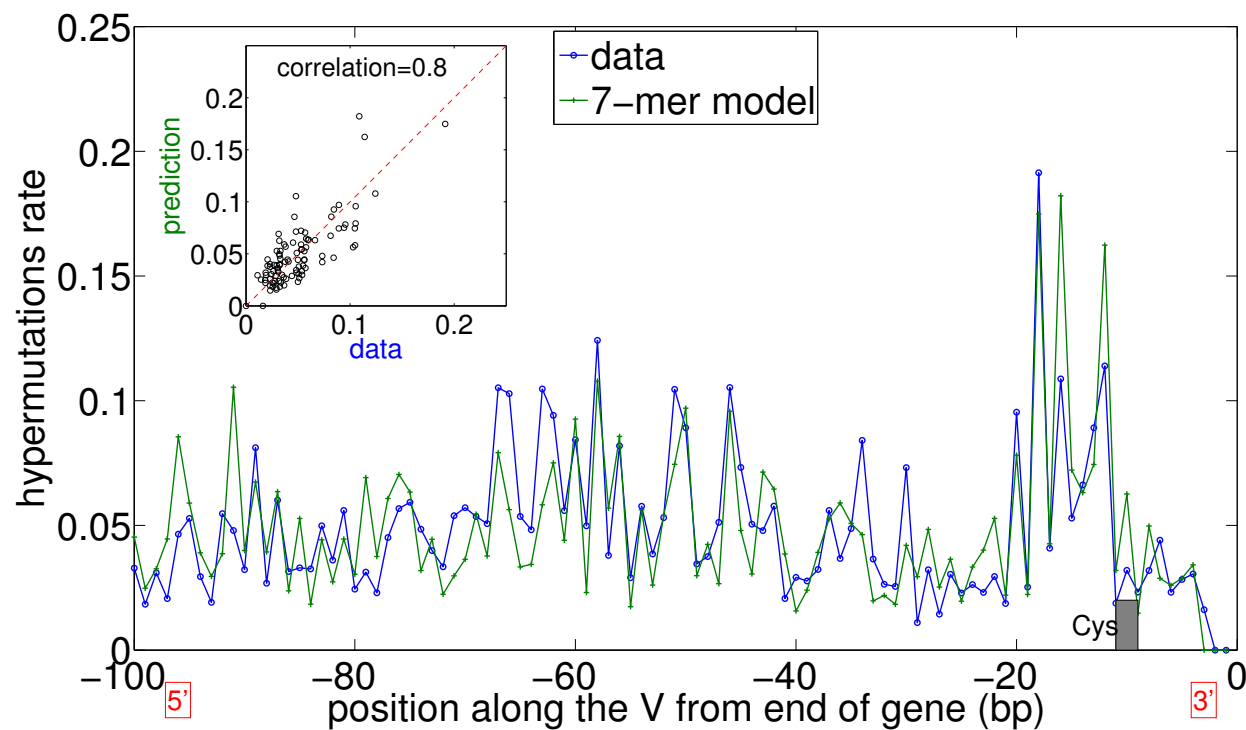 0.25
0.2
0.15
0.1
0.05
0
hypermutations rate
correlation=0.8
0.2
0.15
0.1
0.05
0
prediction
0 0.1 0.2
data
data
7−mer model
Cys
−100 −80 −60 −40 −20 0
5'
position along the V from end of gene (bp)
3'